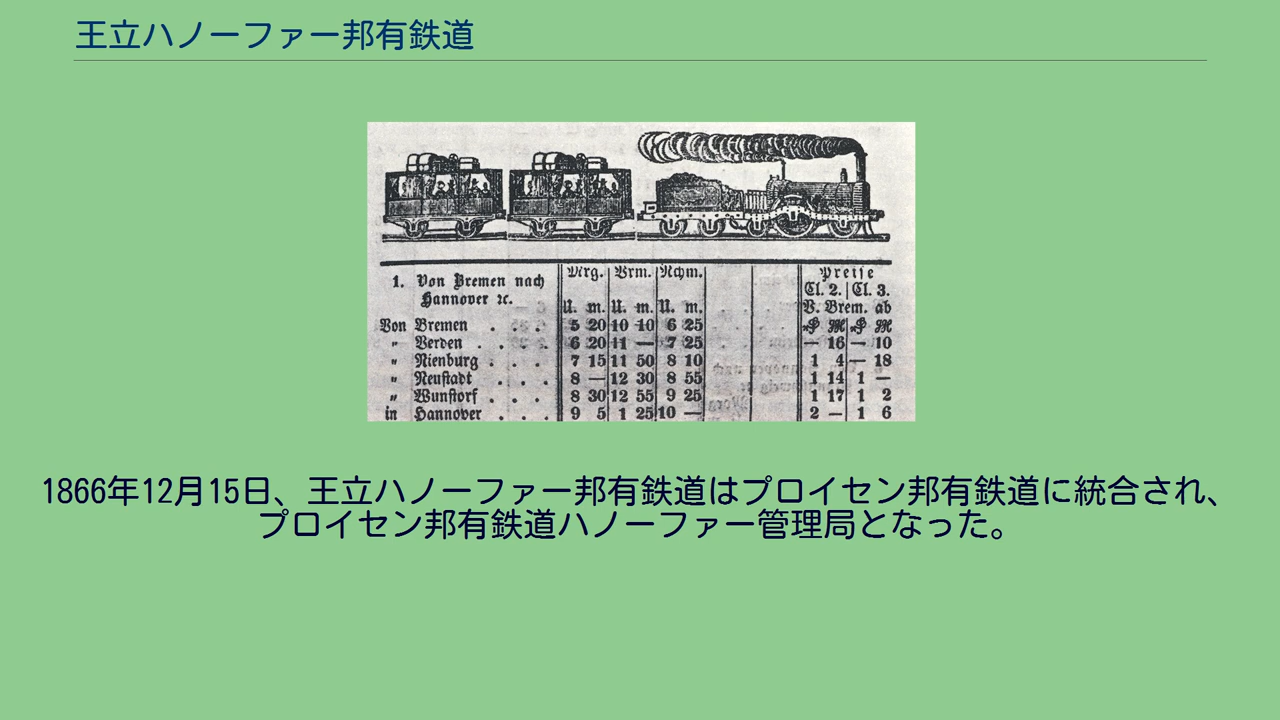 王立ハノーファー邦有鉄道
Mrg. Vrm. Nchm. Preise
1. Von Bremen nach Cl. 2. Cl. 3.
Hannover ꝛc. U. m. U. m. U. m. V. Brem. ab
Von Bremen . . . 5 20 10 10 6 25
" Verden . . . . 6 20 11 — 7 25 — 16 — 10
" Nienburg . . . 7 15 11 50 8 10 1 4 — 18
" Neustadt . . . 8 — 12 30 8 55 1 14 1 —
" Wunstorf . . . 8 30 12 55 9 25 1 17 1 2
in Hannover . . . 9 5 1 25 10 — 2 — 1 6
1866年12月15日、王立ハノーファー邦有鉄道はプロイセン邦有鉄道に統合され、
プロイセン邦有鉄道ハノーファー管理局となった。